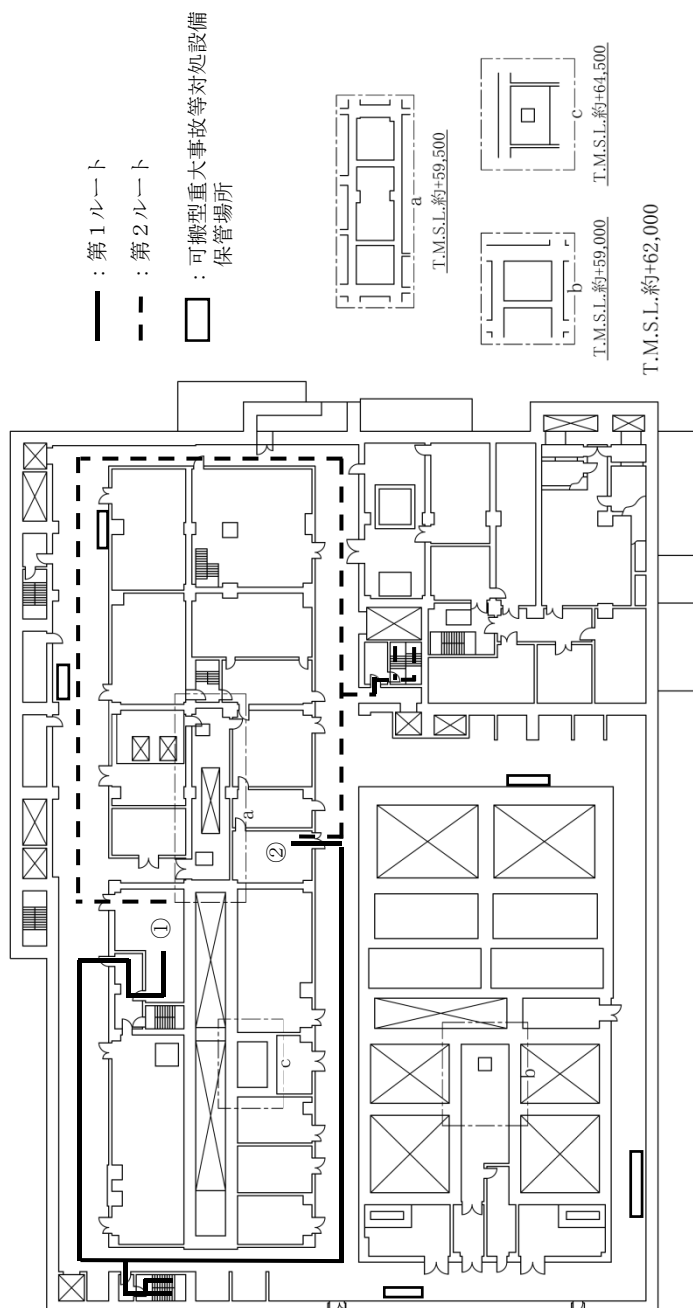 ：第１ルート
：第２ルート
：可搬型重大事故等対処設備
保管場所
a
T.M.S.L.約+59,500
b
T.M.S.L.約+59,000
c
T.M.S.L.約+64,500
T.M.S.L.約+62,000
①
②
a
c
b